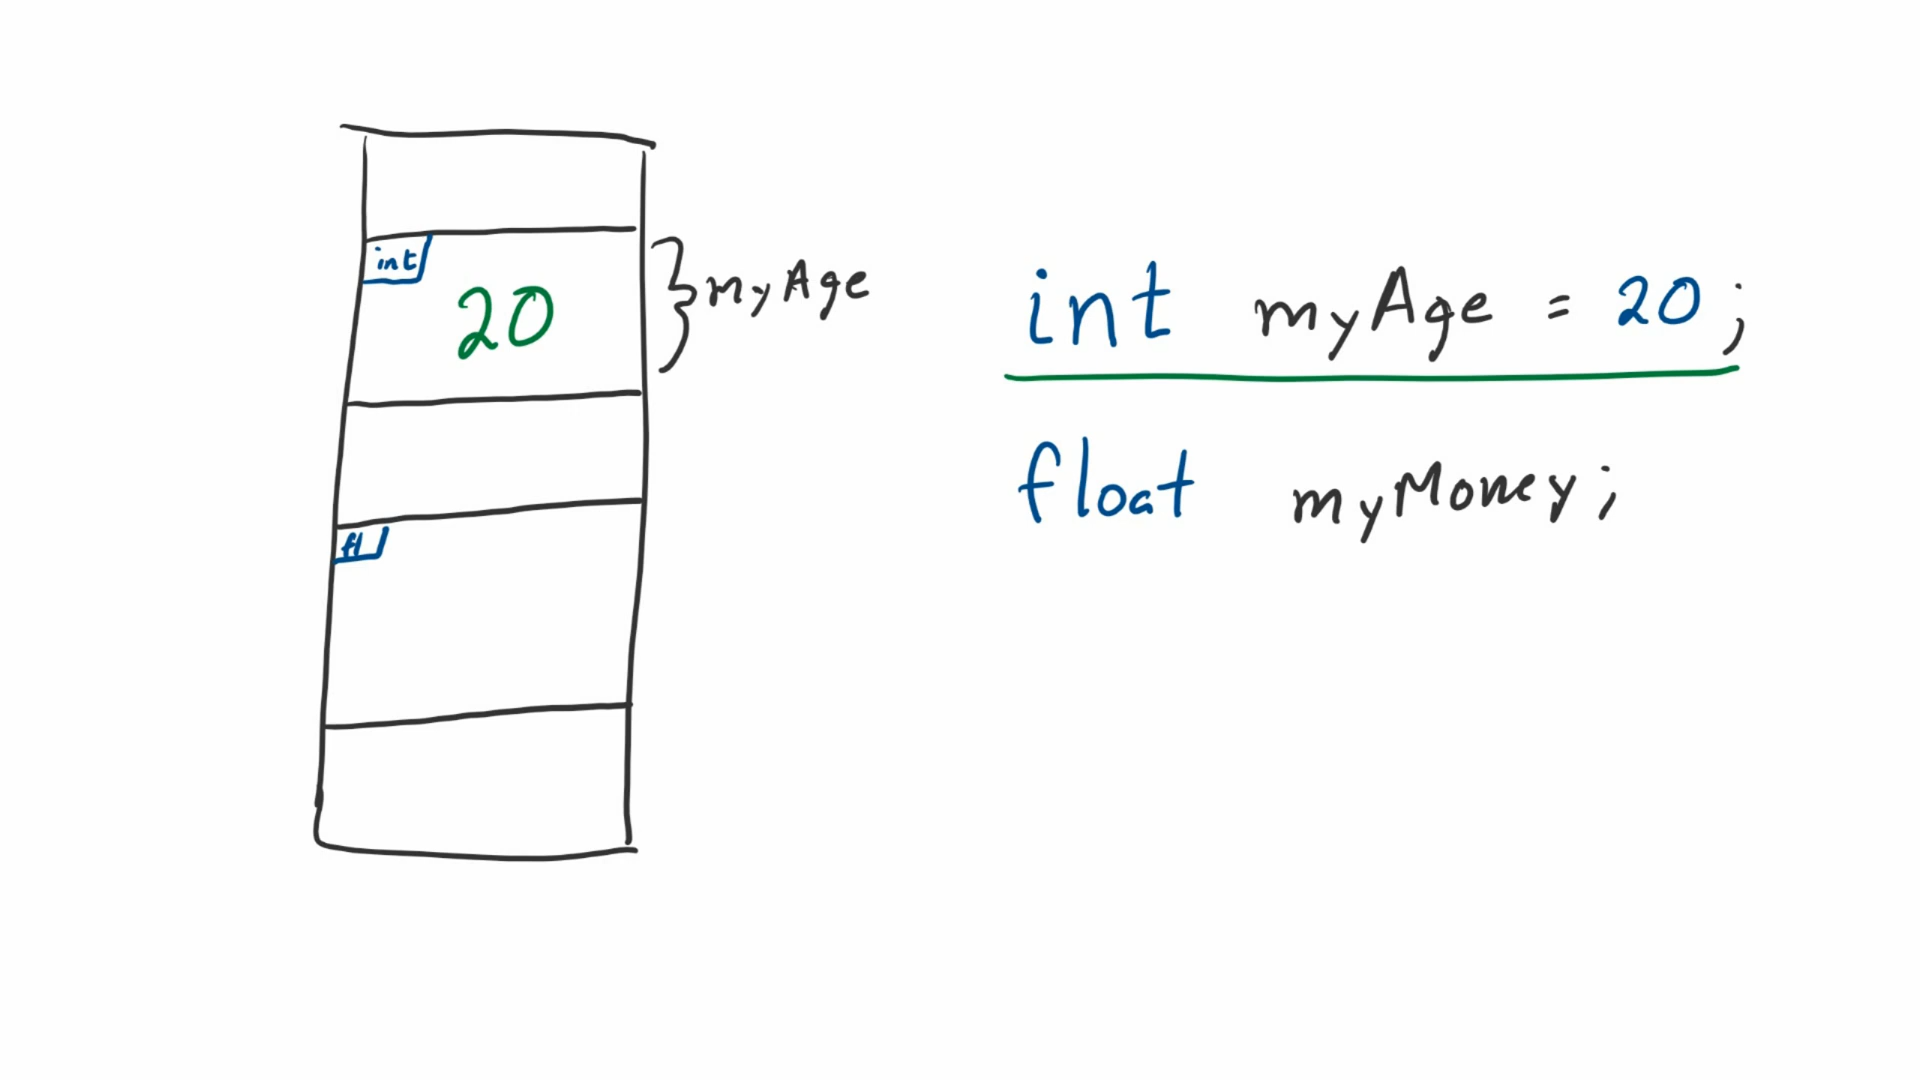 int
20
myAge
fl
int myAge = 20;
float myMoney;